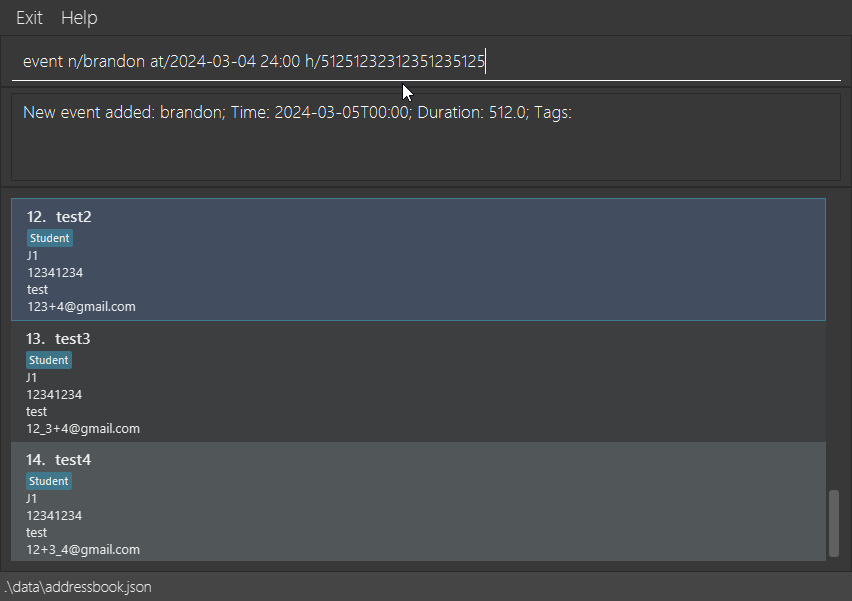 Exit Help
event n/brandon at/2024-03-04 24:00 h/51251232312351235125
New event added: brandon; Time: 2024-03-05T00:00; Duration: 512.0; Tags:
12. test2
Student
J1
12341234
test
123+4@gmail.com
13. test3
Student
J1
12341234
test
12_3+4@gmail.com
14. test4
Student
J1
12341234
test
12+3_4@gmail.com
.\data\addressbook.json